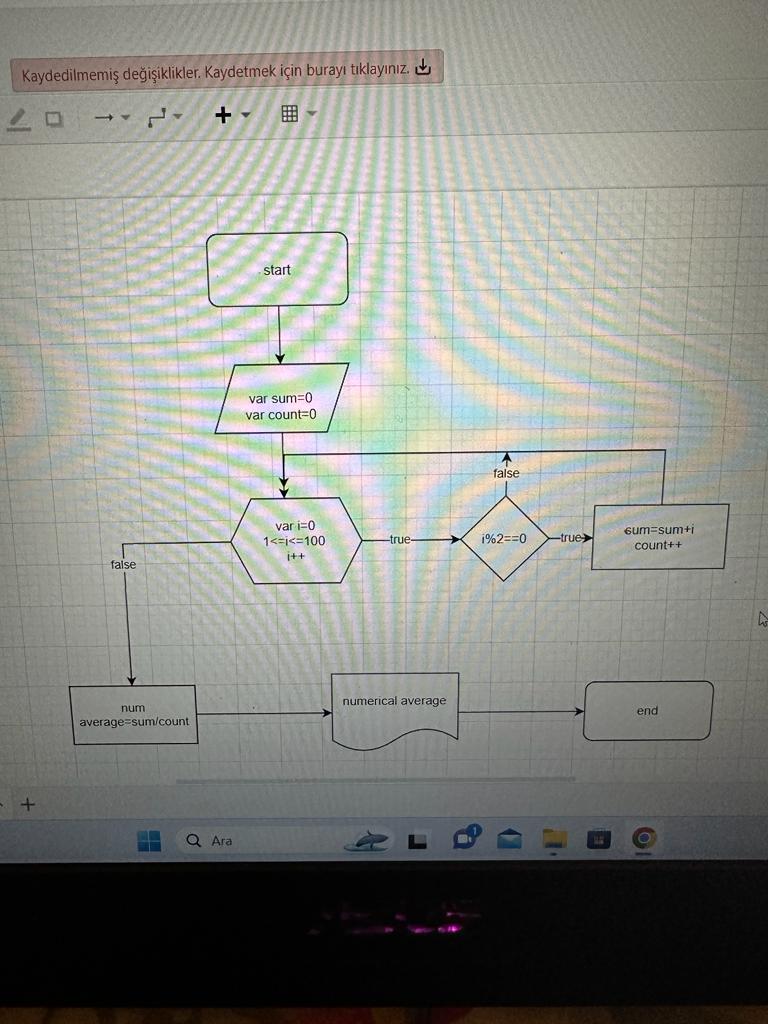 Kaydedilmemiş değişiklikler. Kaydetmek için burayı tıklayınız.
start
var sum=0
var count=0
false
var i=0
1<=i<=100
i++
true
i%2==0
true
sum=sum+i
count++
false
num
average=sum/count
numerical average
end
Ara
1